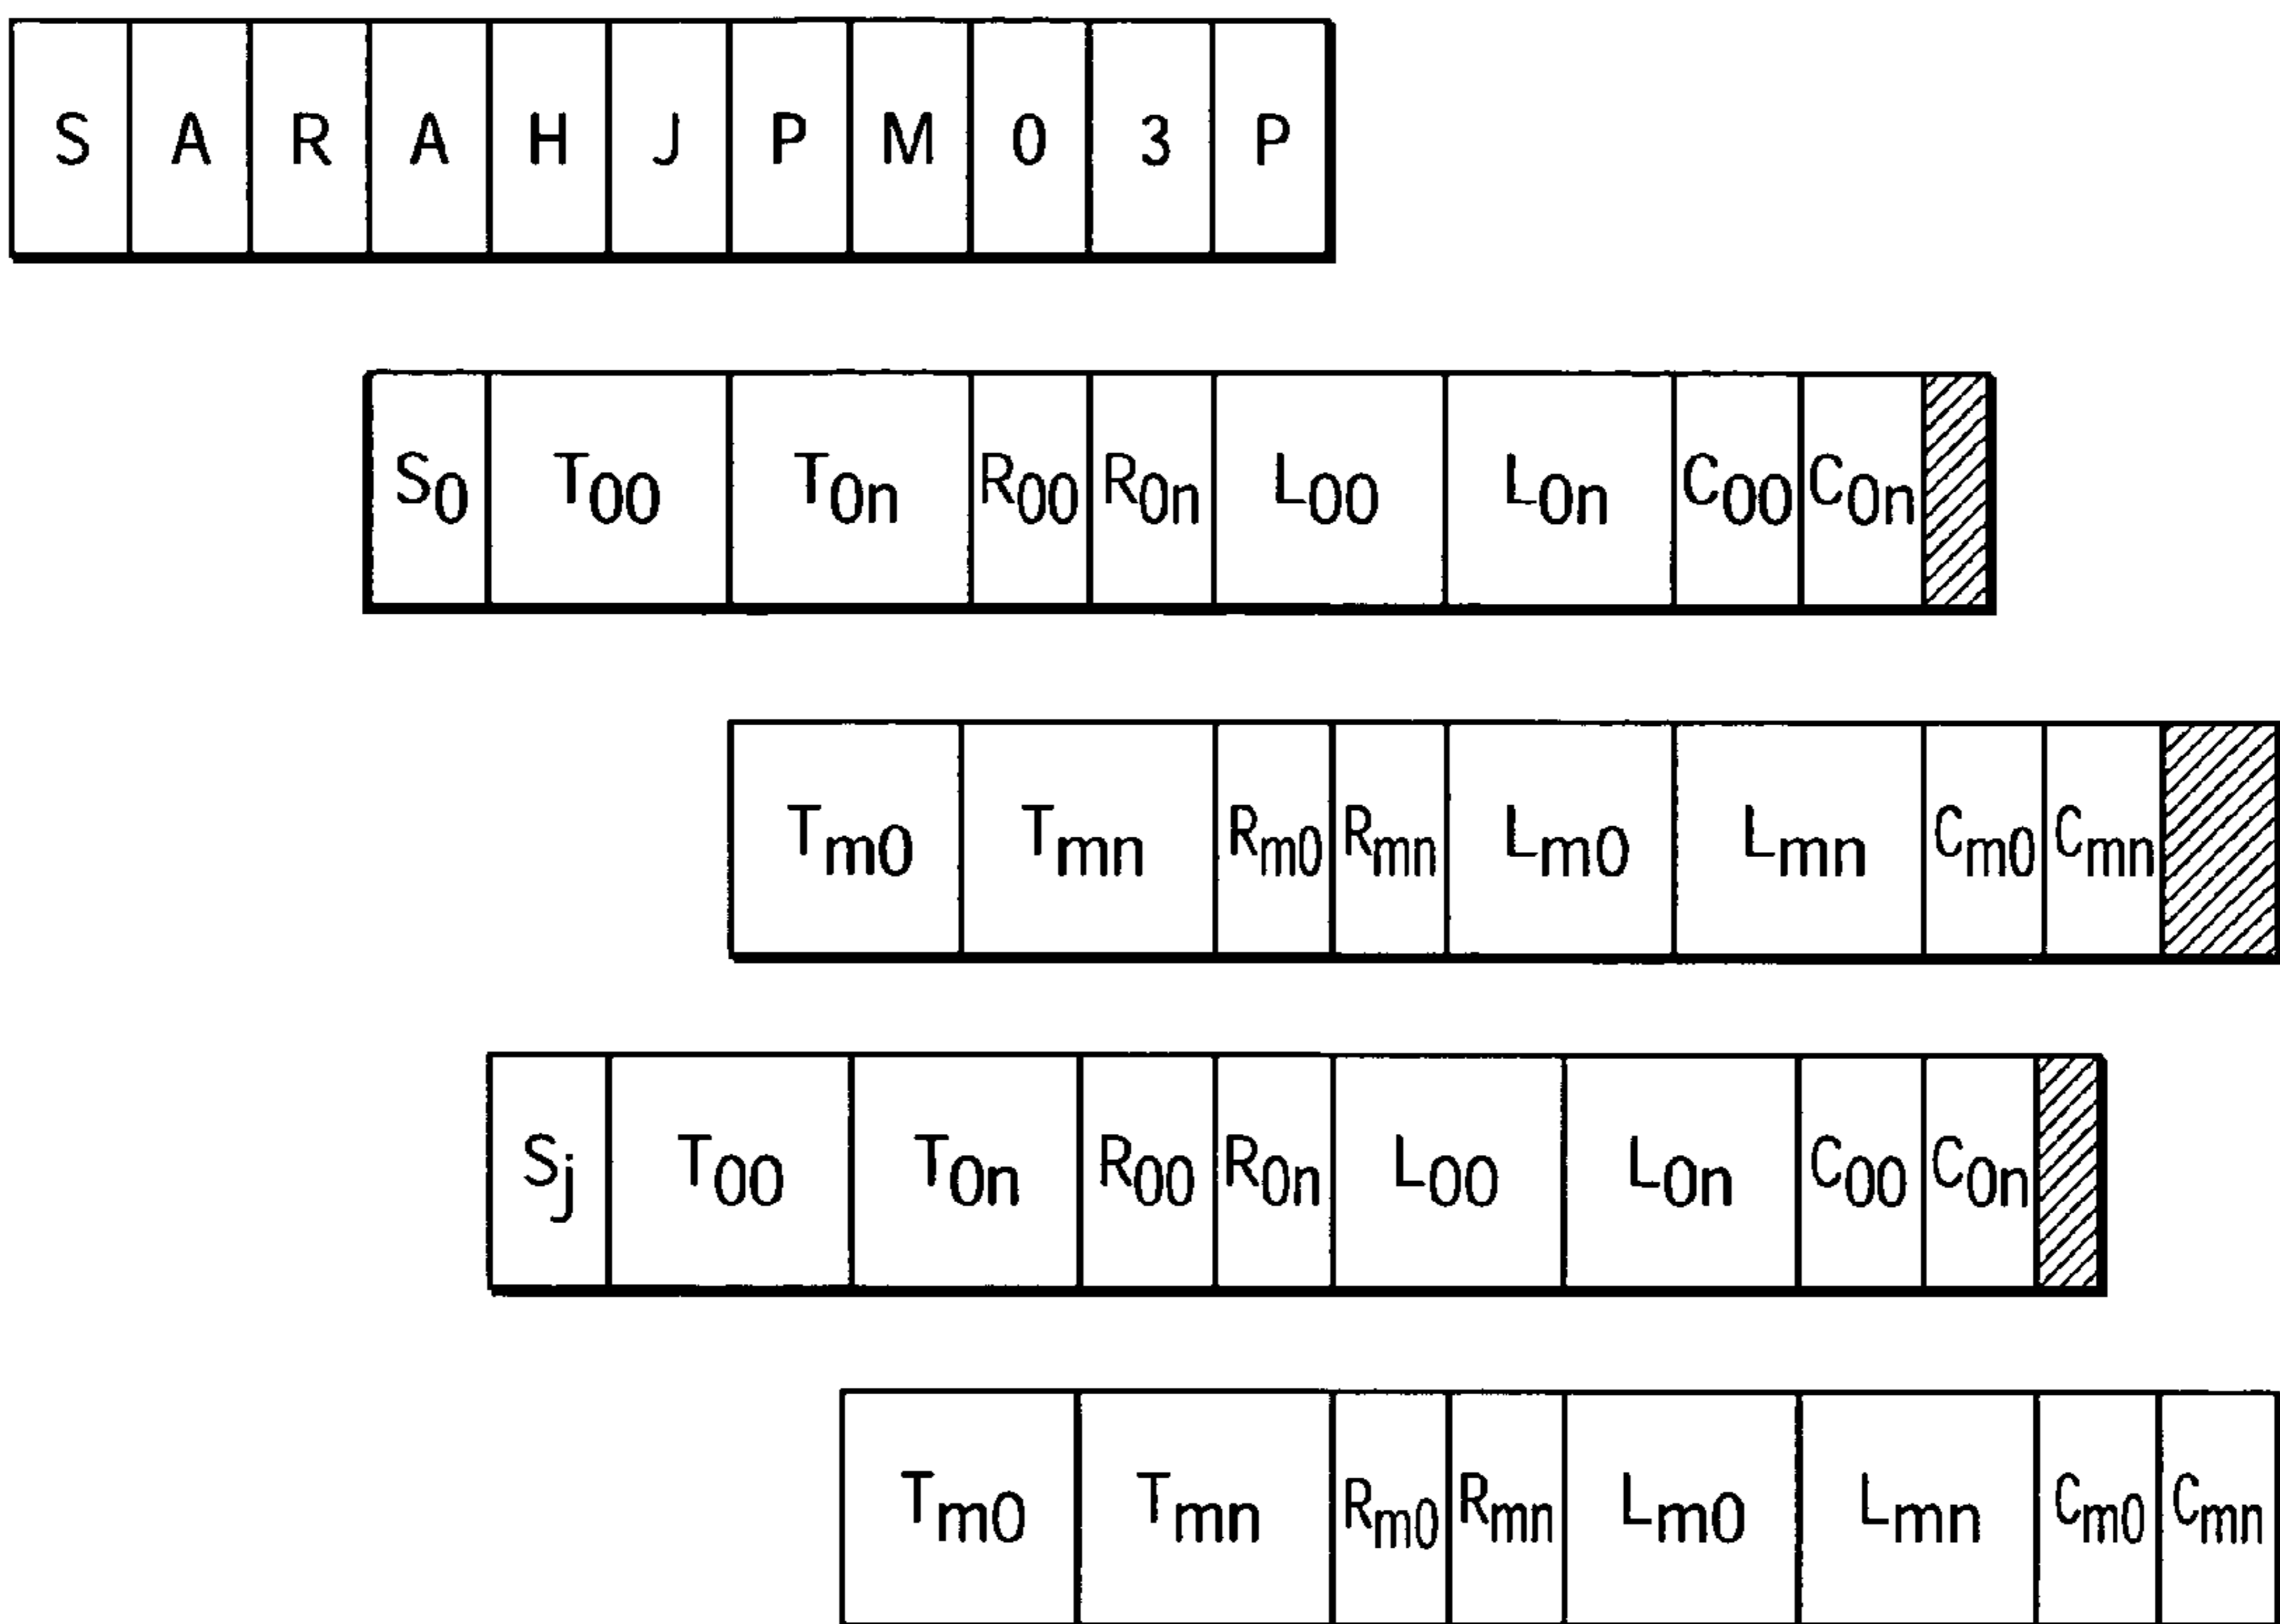 S A R A H J P M 0 3 P
S0 T00 T0n R00 R0n L00 L0n C00 C0n
Tm0 Tmn Rm0 Rmn Lm0 Lmn Cm0 Cmn
Sj T00 T0n R00 R0n L00 L0n C00 C0n
Tm0 Tmn Rm0 Rmn Lm0 Lmn Cm0 Cmn